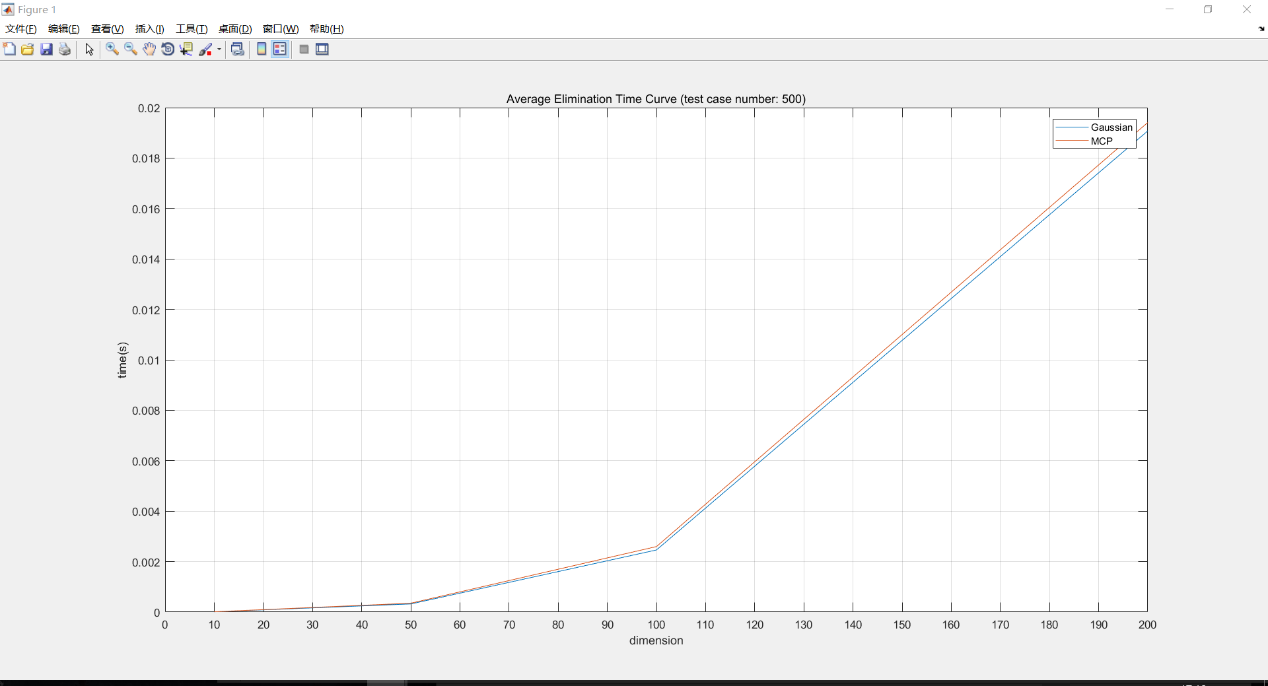 Figure 1
文件(F) 编辑(E) 查看(V) 插入(I) 工具(T) 桌面(D) 窗口(W) 帮助(H)
Average Elimination Time Curve (test case number: 500)
Gaussian
MCP
0.02
0.018
0.016
0.014
0.012
0.01
0.008
0.006
0.004
0.002
0
time(s)
0 10 20 30 40 50 60 70 80 90 100 110 120 130 140 150 160 170 180 190 200
dimension